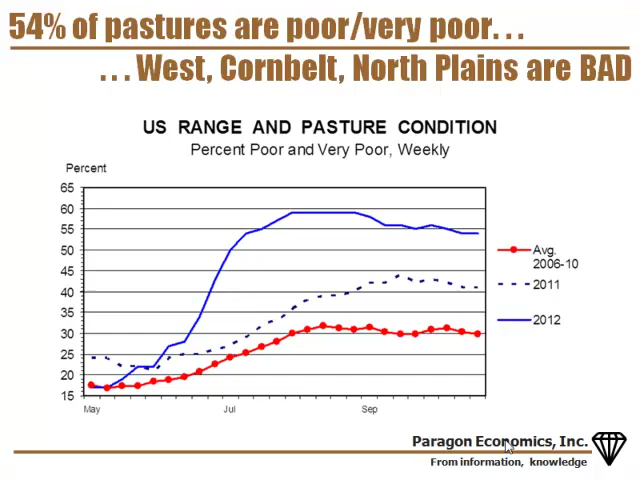 54% of pastures are poor/very poor. . .
. . . West, Cornbelt, North Plains are BAD
US RANGE AND PASTURE CONDITION
Percent Poor and Very Poor, Weekly
Percent
65
60
55
50
45
40
35
30
25
20
15
May Jul Sep
Avg.
2006-10
2011
2012
Paragon Economics, Inc.
From information, knowledge